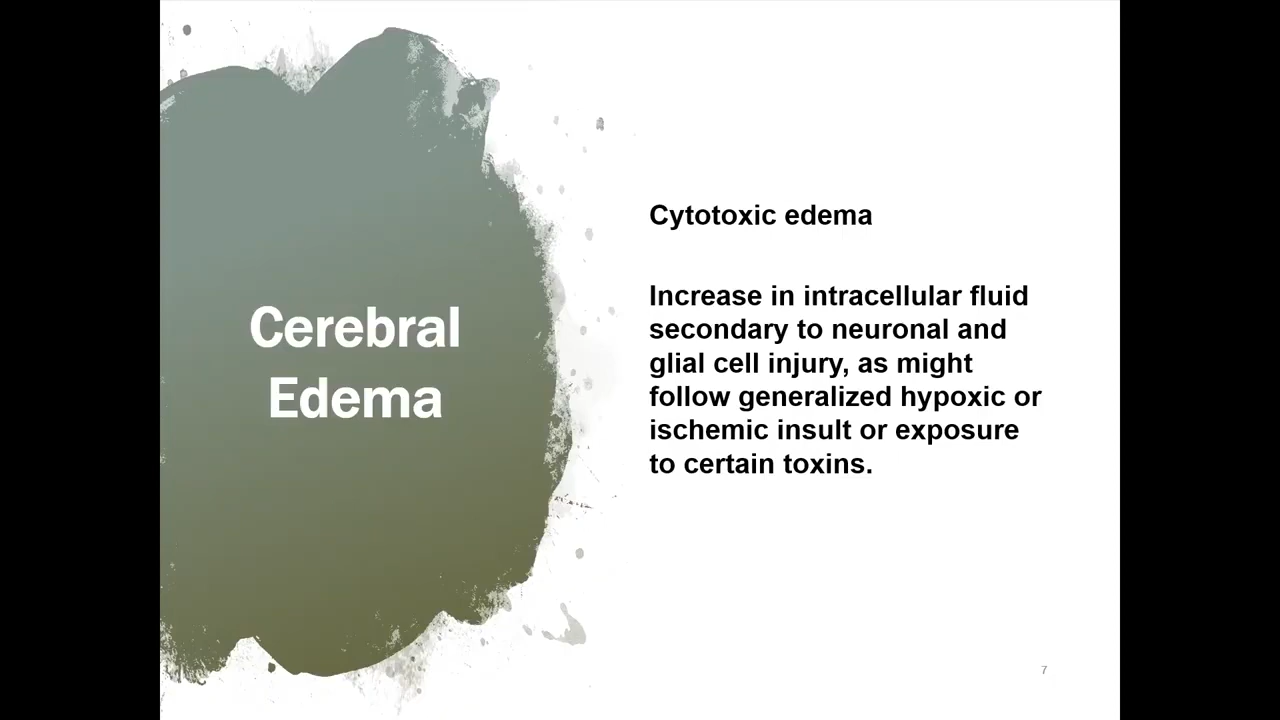 Cerebral
Edema
Cytotoxic edema
Increase in intracellular fluid
secondary to neuronal and
glial cell injury, as might
follow generalized hypoxic or
ischemic insult or exposure
to certain toxins.
7